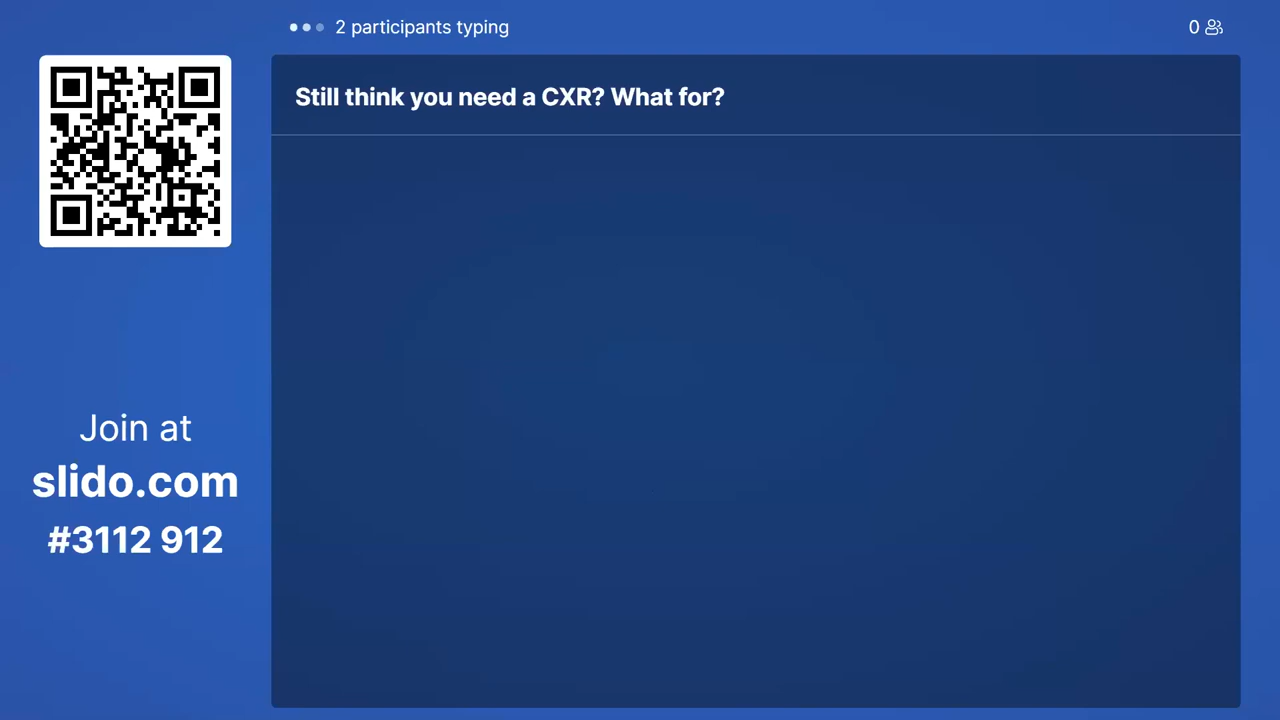 2 participants typing
0
Still think you need a CXR? What for?
Join at
slido.com
#3112 912